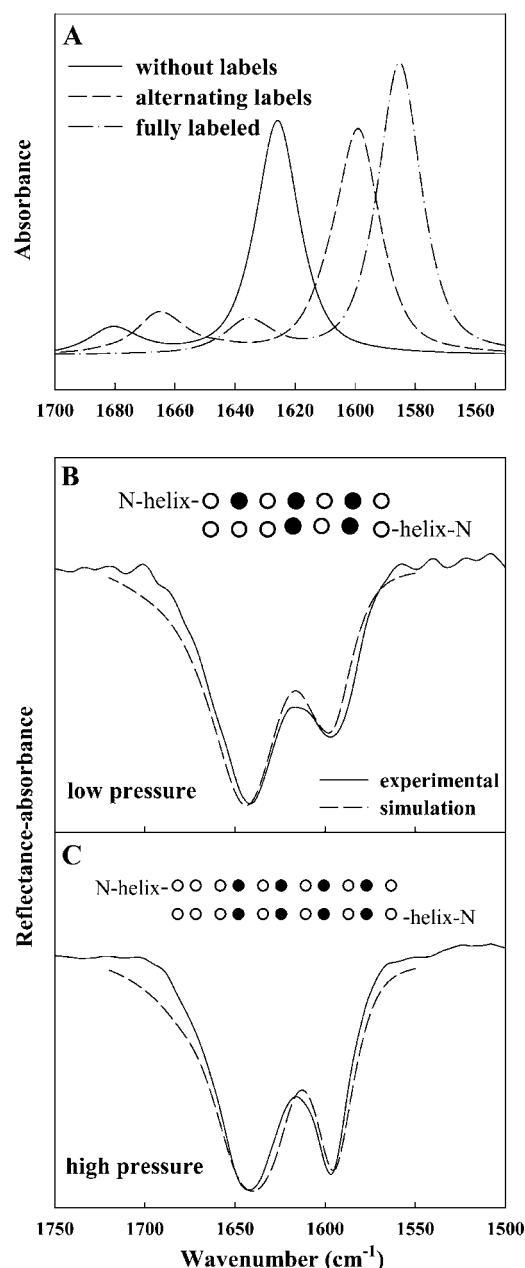 A
without labels
alternating labels
fully labeled
Absorbance
1700 1680 1660 1640 1620 1600 1580 1560
B
N-helix-
-helix-N
low pressure
experimental
simulation
Reflectance-absorbance
C
N-helix-
-helix-N
high pressure
1750 1700 1650 1600 1550 1500
Wavenumber (cm-1)